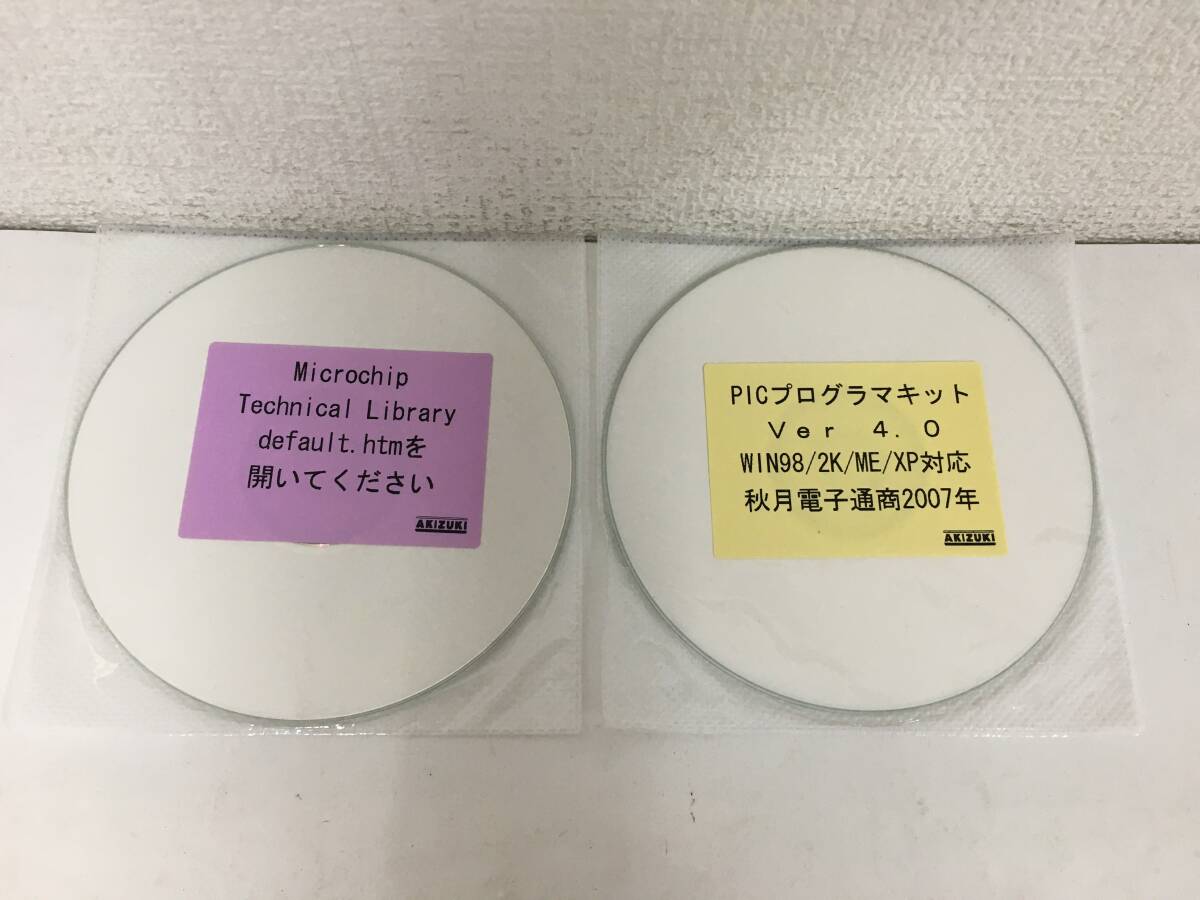 Microchip
Technical Library
default.htmを
開いてください
AKIZUKI
PICプログラマキット
Ver 4.0
WIN98/2K/ME/XP対応
秋月電子通商2007年
AKIZUKI